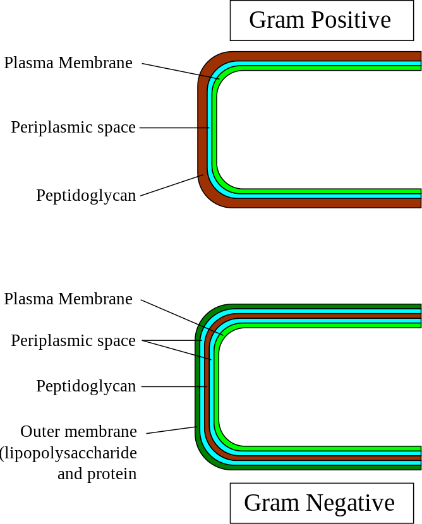 Gram Positive
Plasma Membrane
Periplasmic space
Peptidoglycan
Plasma Membrane
Periplasmic space
Peptidoglycan
Outer membrane
(lipopolysaccharide
and protein
Gram Negative